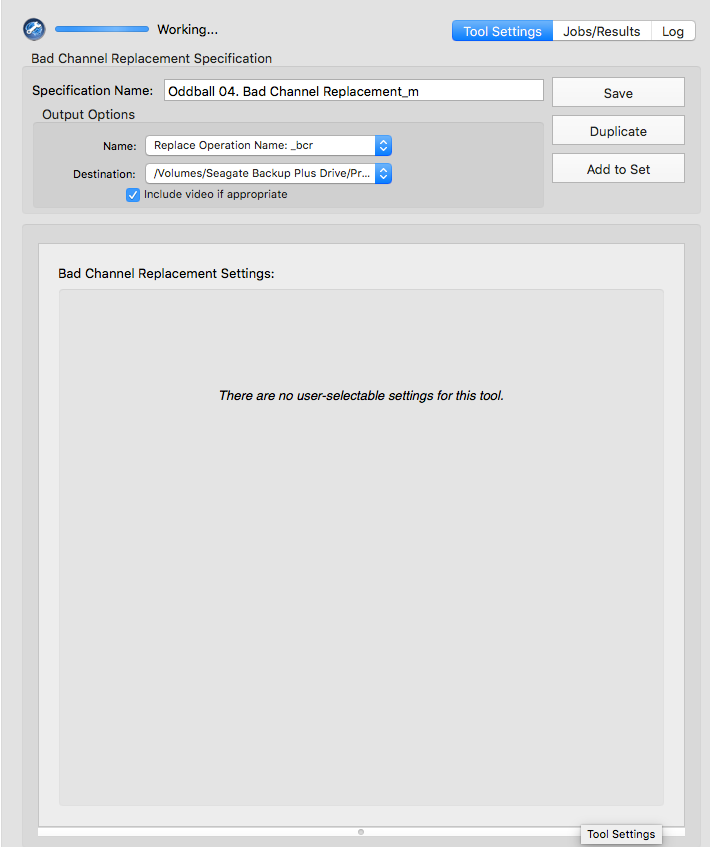 Working...
Tool Settings
Jobs/Results
Log
Bad Channel Replacement Specification
Specification Name:
Oddball 04. Bad Channel Replacement_m
Save
Output Options
Duplicate
Name:
Replace Operation Name: _bcr
Destination:
/Volumes/Seagate Backup Plus Drive/Pr...
Add to Set
Include video if appropriate
Bad Channel Replacement Settings:
There are no user-selectable settings for this tool.
Tool Settings